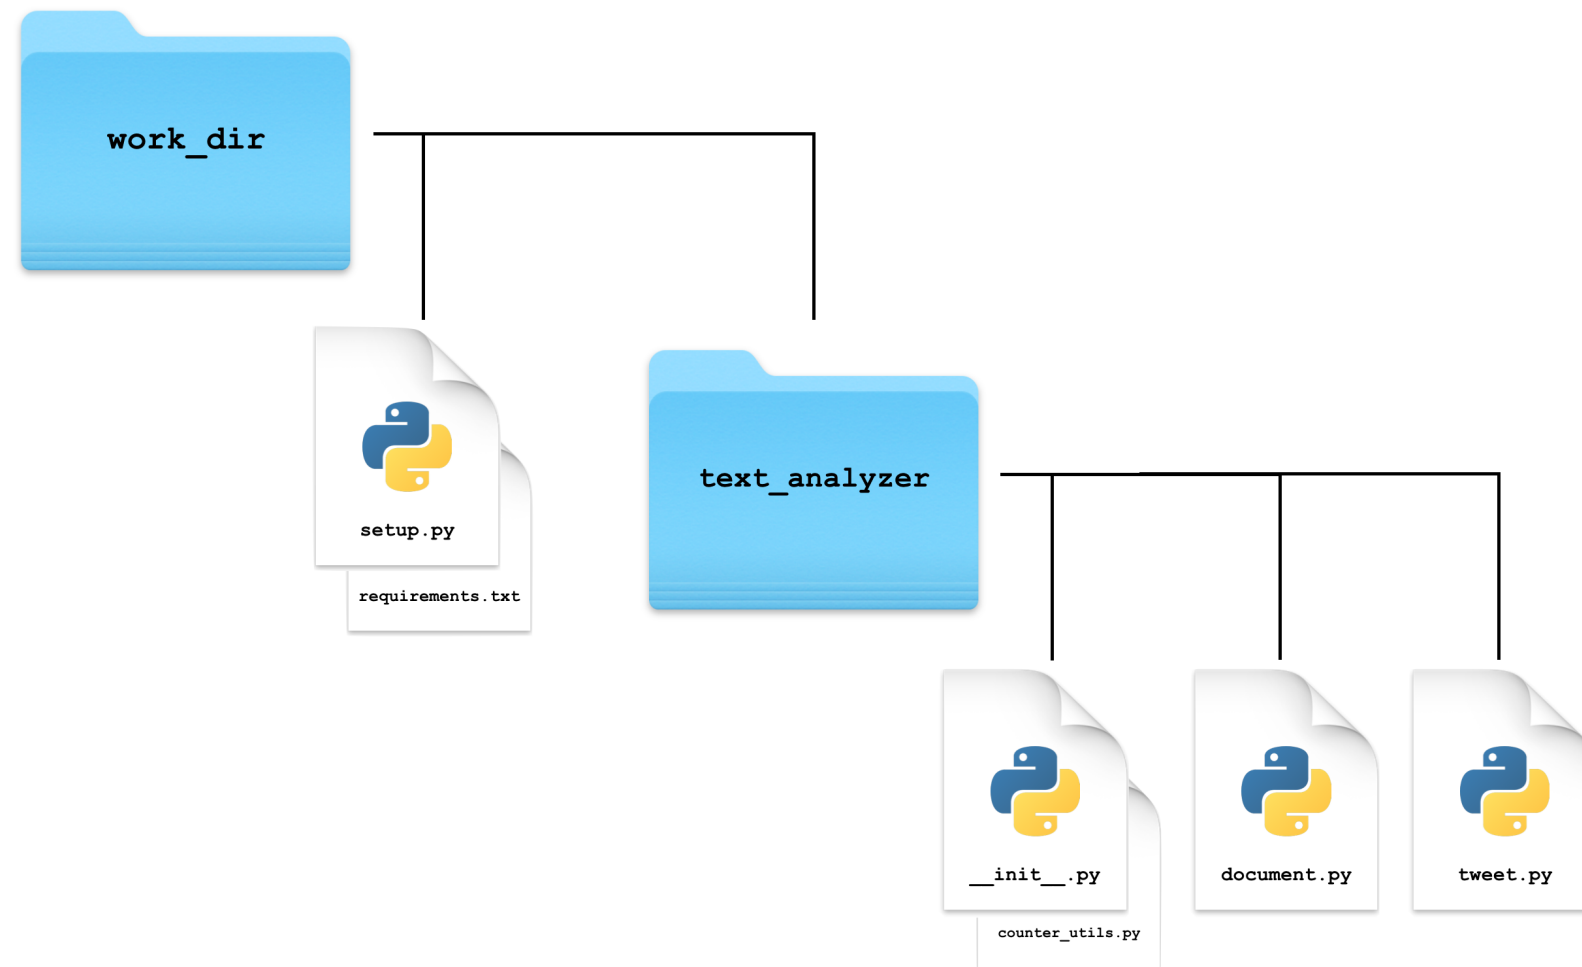 work_dir
setup.py
requirements.txt
text_analyzer
__init__.py
counter_utils.py
document.py
tweet.py